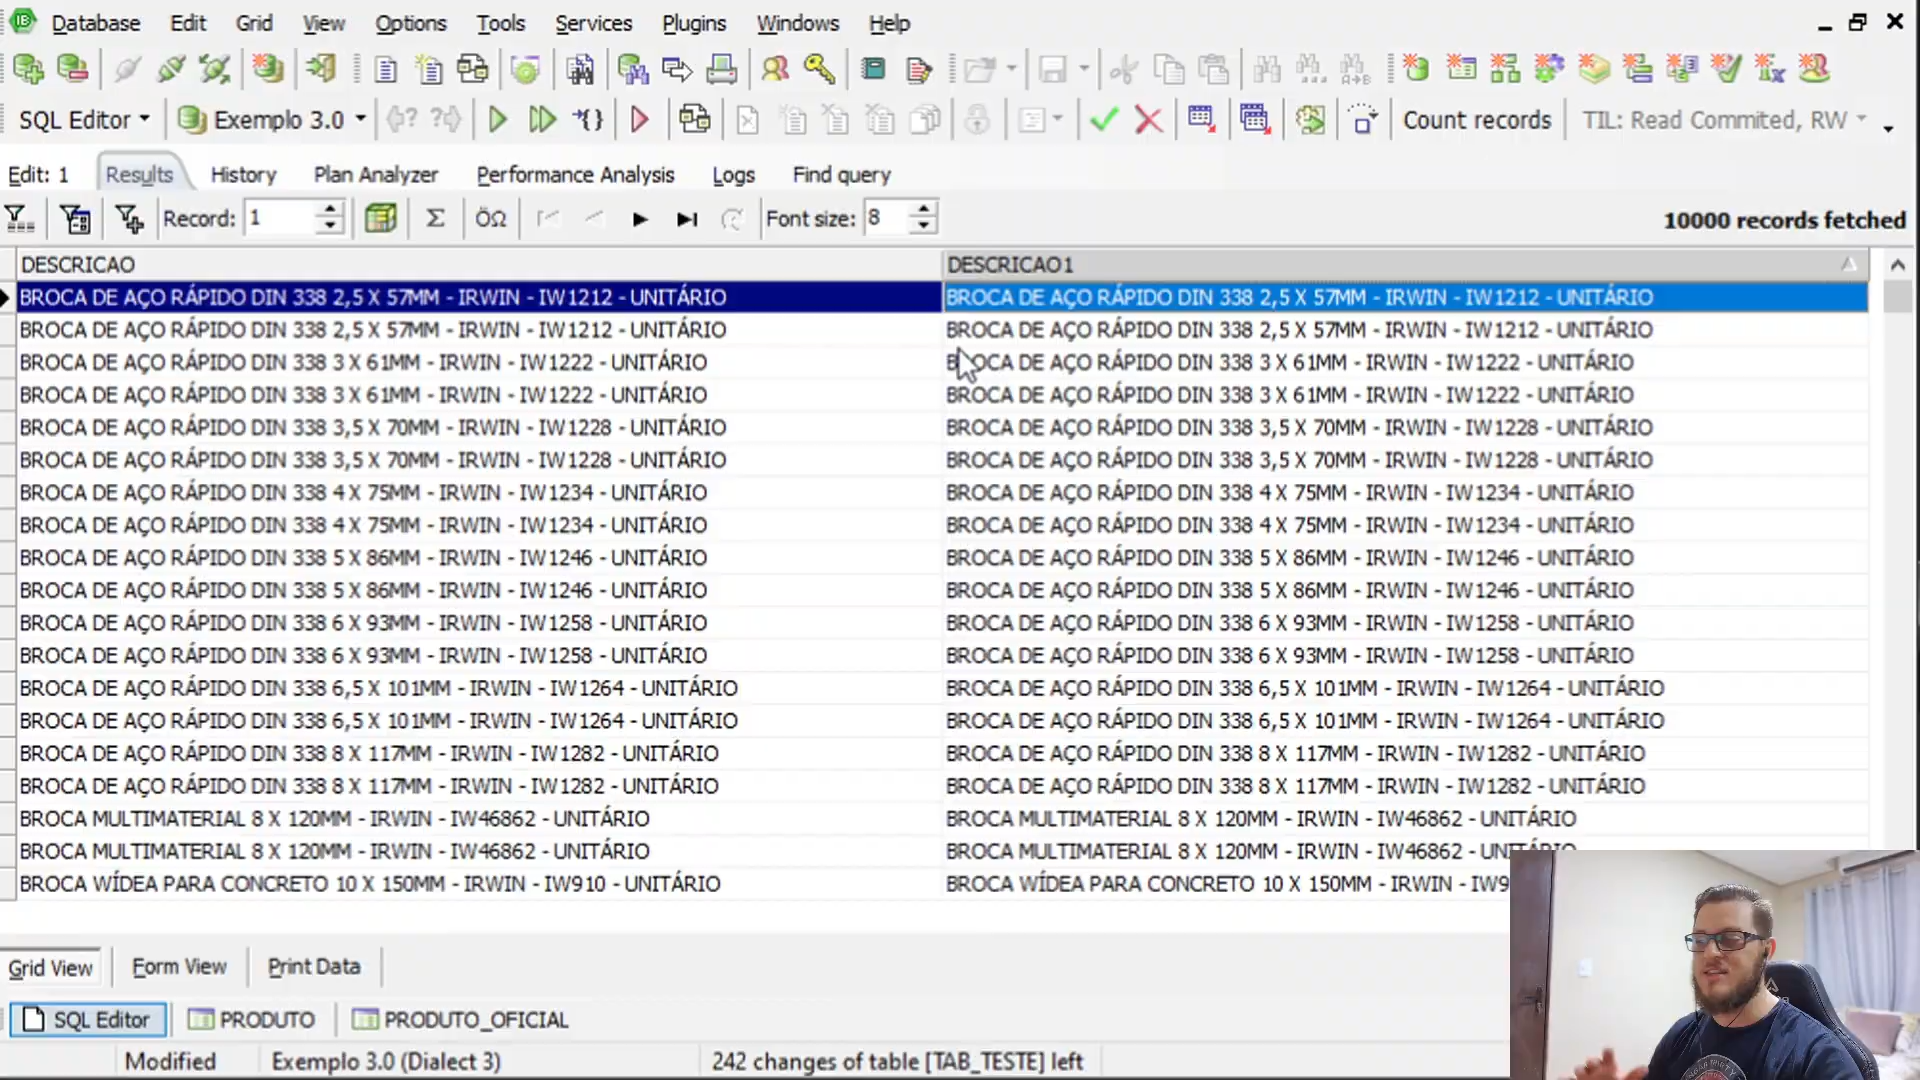 Database Edit Grid View Options Tools Services Plugins Windows Help
SQL Editor Exemplo 3.0 Count records TIL: Read Commited, RW
Edit: 1 Results History Plan Analyzer Performance Analysis Logs Find query
Record: 1 Σ ÖΩ Font size: 8 10000 records fetched
DESCRICAO DESCRICAO1
BROCA DE AÇO RÁPIDO DIN 338 2,5 X 57MM - IRWIN - IW1212 - UNITÁRIO BROCA DE AÇO RÁPIDO DIN 338 2,5 X 57MM - IRWIN - IW1212 - UNITÁRIO
BROCA DE AÇO RÁPIDO DIN 338 2,5 X 57MM - IRWIN - IW1212 - UNITÁRIO BROCA DE AÇO RÁPIDO DIN 338 2,5 X 57MM - IRWIN - IW1212 - UNITÁRIO
BROCA DE AÇO RÁPIDO DIN 338 3 X 61MM - IRWIN - IW1222 - UNITÁRIO BROCA DE AÇO RÁPIDO DIN 338 3 X 61MM - IRWIN - IW1222 - UNITÁRIO
BROCA DE AÇO RÁPIDO DIN 338 3 X 61MM - IRWIN - IW1222 - UNITÁRIO BROCA DE AÇO RÁPIDO DIN 338 3 X 61MM - IRWIN - IW1222 - UNITÁRIO
BROCA DE AÇO RÁPIDO DIN 338 3,5 X 70MM - IRWIN - IW1228 - UNITÁRIO BROCA DE AÇO RÁPIDO DIN 338 3,5 X 70MM - IRWIN - IW1228 - UNITÁRIO
BROCA DE AÇO RÁPIDO DIN 338 3,5 X 70MM - IRWIN - IW1228 - UNITÁRIO BROCA DE AÇO RÁPIDO DIN 338 3,5 X 70MM - IRWIN - IW1228 - UNITÁRIO
BROCA DE AÇO RÁPIDO DIN 338 4 X 75MM - IRWIN - IW1234 - UNITÁRIO BROCA DE AÇO RÁPIDO DIN 338 4 X 75MM - IRWIN - IW1234 - UNITÁRIO
BROCA DE AÇO RÁPIDO DIN 338 4 X 75MM - IRWIN - IW1234 - UNITÁRIO BROCA DE AÇO RÁPIDO DIN 338 4 X 75MM - IRWIN - IW1234 - UNITÁRIO
BROCA DE AÇO RÁPIDO DIN 338 5 X 86MM - IRWIN - IW1246 - UNITÁRIO BROCA DE AÇO RÁPIDO DIN 338 5 X 86MM - IRWIN - IW1246 - UNITÁRIO
BROCA DE AÇO RÁPIDO DIN 338 5 X 86MM - IRWIN - IW1246 - UNITÁRIO BROCA DE AÇO RÁPIDO DIN 338 5 X 86MM - IRWIN - IW1246 - UNITÁRIO
BROCA DE AÇO RÁPIDO DIN 338 6 X 93MM - IRWIN - IW1258 - UNITÁRIO BROCA DE AÇO RÁPIDO DIN 338 6 X 93MM - IRWIN - IW1258 - UNITÁRIO
BROCA DE AÇO RÁPIDO DIN 338 6 X 93MM - IRWIN - IW1258 - UNITÁRIO BROCA DE AÇO RÁPIDO DIN 338 6 X 93MM - IRWIN - IW1258 - UNITÁRIO
BROCA DE AÇO RÁPIDO DIN 338 6,5 X 101MM - IRWIN - IW1264 - UNITÁRIO BROCA DE AÇO RÁPIDO DIN 338 6,5 X 101MM - IRWIN - IW1264 - UNITÁRIO
BROCA DE AÇO RÁPIDO DIN 338 6,5 X 101MM - IRWIN - IW1264 - UNITÁRIO BROCA DE AÇO RÁPIDO DIN 338 6,5 X 101MM - IRWIN - IW1264 - UNITÁRIO
BROCA DE AÇO RÁPIDO DIN 338 8 X 117MM - IRWIN - IW1282 - UNITÁRIO BROCA DE AÇO RÁPIDO DIN 338 8 X 117MM - IRWIN - IW1282 - UNITÁRIO
BROCA DE AÇO RÁPIDO DIN 338 8 X 117MM - IRWIN - IW1282 - UNITÁRIO BROCA DE AÇO RÁPIDO DIN 338 8 X 117MM - IRWIN - IW1282 - UNITÁRIO
BROCA MULTIMATERIAL 8 X 120MM - IRWIN - IW46862 - UNITÁRIO BROCA MULTIMATERIAL 8 X 120MM - IRWIN - IW46862 - UNITÁRIO
BROCA MULTIMATERIAL 8 X 120MM - IRWIN - IW46862 - UNITÁRIO BROCA MULTIMATERIAL 8 X 120MM - IRWIN - IW46862 - UNITÁRIO
BROCA WÍDEA PARA CONCRETO 10 X 150MM - IRWIN - IW910 - UNITÁRIO BROCA WÍDEA PARA CONCRETO 10 X 150MM - IRWIN - IW9
Grid View Form View Print Data
SQL Editor PRODUTO PRODUTO_OFICIAL
Modified Exemplo 3.0 (Dialect 3) 242 changes of table [TAB_TESTE] left